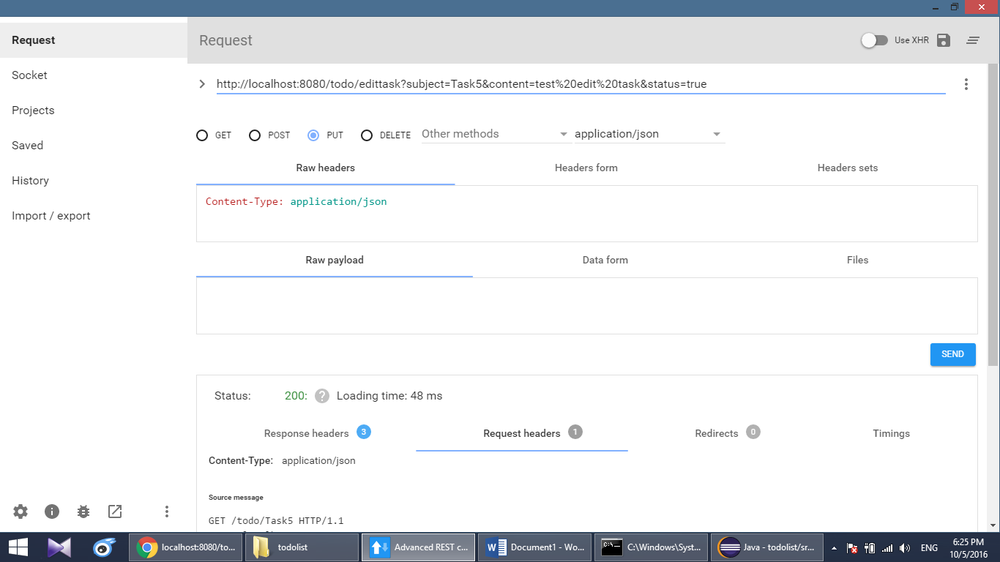 Request
Socket
Projects
Saved
History
Import / export
Request
Use XHR
http://localhost:8080/todo/edittask?subject=Task5&content=test%20edit%20task&status=true
GET POST PUT DELETE Other methods application/json
Raw headers Headers form Headers sets
Content-Type: application/json
Raw payload Data form Files
SEND
Status: 200: ? Loading time: 48 ms
Response headers 3 Request headers 1 Redirects 0 Timings
Content-Type: application/json
Source message
GET /todo/Task5 HTTP/1.1
localhost:8080/to... todolist Advanced REST c... Document1 - Wo... C:\Windows\Syst... Java - todolist/sr... ENG 6:25 PM
10/5/2016